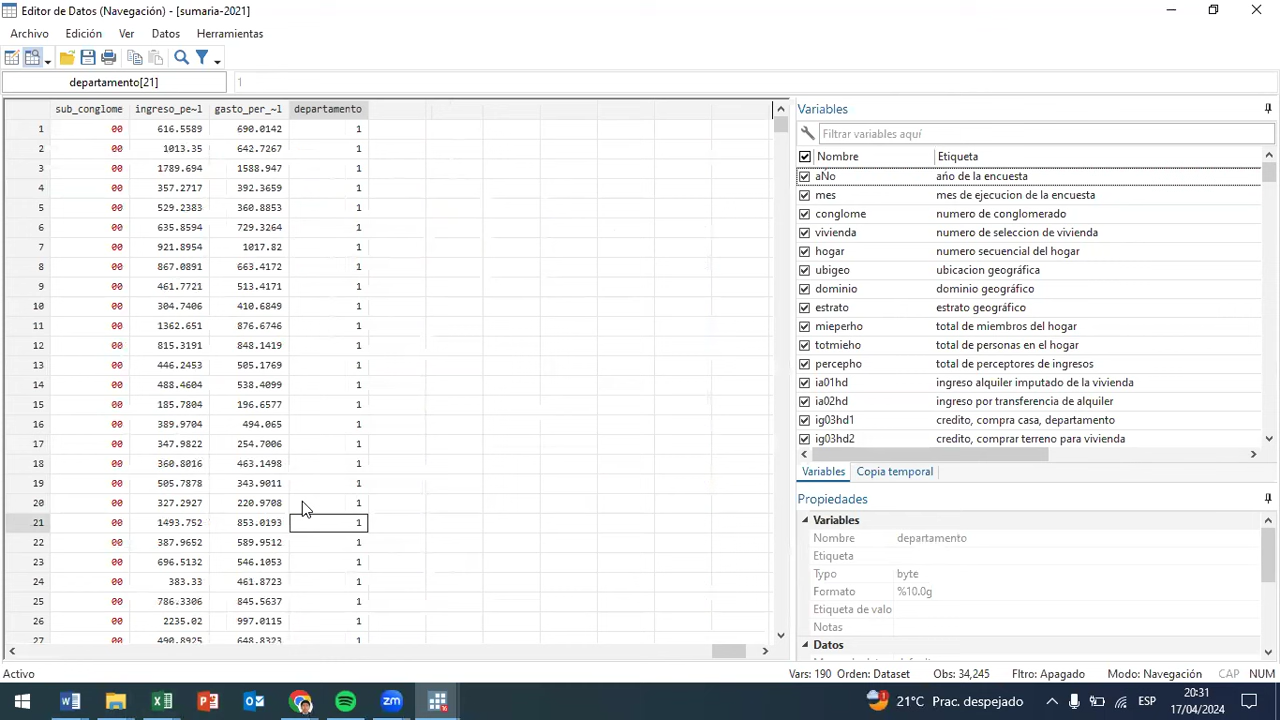 Editor de Datos (Navegación) - [sumaria-2021]
Archivo Edición Ver Datos Herramientas
departamento[21] 1
sub_conglome ingreso_pe~l gasto_per_~l departamento
1 00 616.5589 690.0142 1
2 00 1013.35 642.7267 1
3 00 1789.694 1588.947 1
4 00 357.2717 392.3659 1
5 00 529.2383 360.8853 1
6 00 635.8594 729.3264 1
7 00 921.8954 1017.82 1
8 00 867.0891 663.4172 1
9 00 461.7721 513.4171 1
10 00 304.7406 410.6849 1
11 00 1362.651 876.6746 1
12 00 815.3191 848.1419 1
13 00 446.2453 505.1769 1
14 00 488.4604 538.4099 1
15 00 185.7804 196.6577 1
16 00 389.9704 494.065 1
17 00 347.9822 254.7006 1
18 00 360.8016 463.1498 1
19 00 505.7878 343.9011 1
20 00 327.2927 220.9708 1
21 00 1493.752 853.0193 1
22 00 387.9652 589.9512 1
23 00 696.5132 546.1053 1
24 00 383.33 461.8723 1
25 00 786.3306 845.5637 1
26 00 2235.02 997.0115 1
27 00 490.8925 648.8323 1
Variables
Filtrar variables aquí
Nombre Etiqueta
aNo año de la encuesta
mes mes de ejecucion de la encuesta
conglome numero de conglomerado
vivienda numero de seleccion de vivienda
hogar numero secuencial del hogar
ubigeo ubicacion geográfica
dominio dominio geográfico
estrato estrato geográfico
mieperho total de miembros del hogar
totmieho total de personas en el hogar
percepho total de perceptores de ingresos
ia01hd ingreso alquiler imputado de la vivienda
ia02hd ingreso por transferencia de alquiler
ig03hd1 credito, compra casa, departamento
ig03hd2 credito, comprar terreno para vivienda
Variables Copia temporal
Propiedades
Variables
Nombre departamento
Etiqueta
Typo byte
Formato %10.0g
Etiqueta de valo
Notas
Datos
Activo Vars: 190 Orden: Dataset Obs: 34,245 Fltro: Apagado Modo: Navegación CAP NUM
21°C Prac. despejado ESP 20:31
17/04/2024